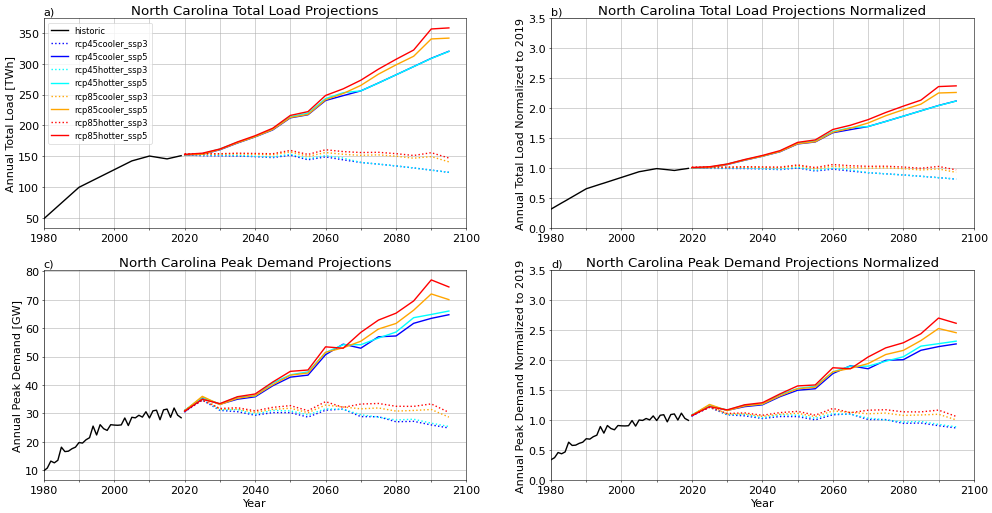 a) North Carolina Total Load Projections
Annual Total Load [TWh]
350
300
250
200
150
100
50
historic
rcp45cooler_ssp3
rcp45cooler_ssp5
rcp45hotter_ssp3
rcp45hotter_ssp5
rcp85cooler_ssp3
rcp85cooler_ssp5
rcp85hotter_ssp3
rcp85hotter_ssp5
1980 2000 2020 2040 2060 2080 2100
b) North Carolina Total Load Projections Normalized
Annual Total Load Normalized to 2019
3.5
3.0
2.5
2.0
1.5
1.0
0.5
0.0
1980 2000 2020 2040 2060 2080 2100
c) North Carolina Peak Demand Projections
Annual Peak Demand [GW]
80
70
60
50
40
30
20
10
1980 2000 2020 2040 2060 2080 2100
Year
d) North Carolina Peak Demand Projections Normalized
Annual Peak Demand Normalized to 2019
3.5
3.0
2.5
2.0
1.5
1.0
0.5
0.0
1980 2000 2020 2040 2060 2080 2100
Year